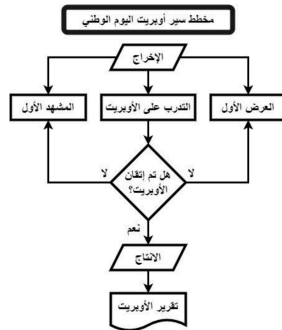 مخطط سير أوبريت اليوم الوطني
الإخراج
العرض الأول
التدرب على الأوبريت
المشهد الأول
هل تم إتقان
الأوبريت؟
لا
لا
نعم
الانتاج
تقرير الأوبريت